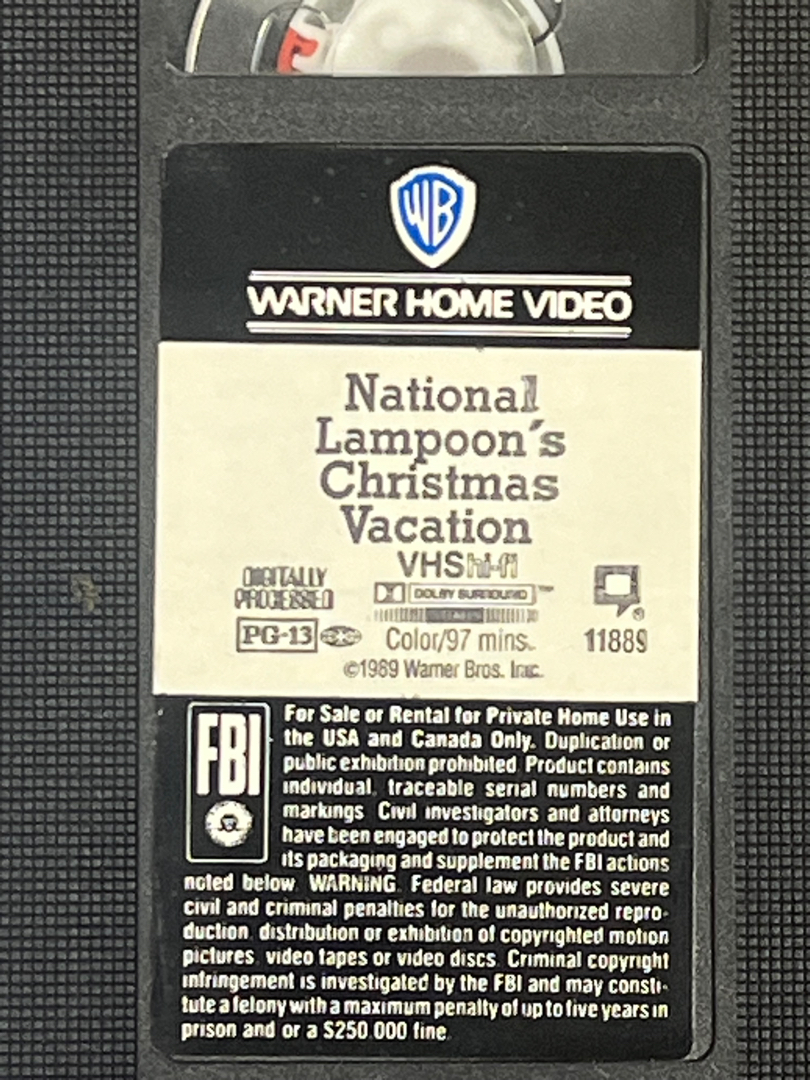 WB
WARNER HOME VIDEO
National
Lampoon's
Christmas
Vacation
VHS hi-fi
DIGITALLY
PROCESSED
DOLBY SURROUND™
PG-13
Color/97 mins.
®
11889
©1989 Warner Bros. Inc.
FBI
For Sale or Rental for Private Home Use in
the USA and Canada Only. Duplication or
public exhibition prohibited. Product contains
individual, traceable serial numbers and
markings. Civil investigators and attorneys
have been engaged to protect the product and
its packaging and supplement the FBI actions
noted below. WARNING. Federal law provides severe
civil and criminal penalties for the unauthorized repro-
duction, distribution or exhibition of copyrighted motion
pictures, video tapes or video discs. Criminal copyright
infringement is investigated by the FBI and may consti-
tute a felony with a maximum penalty of up to five years in
prison and or a $250,000 fine.